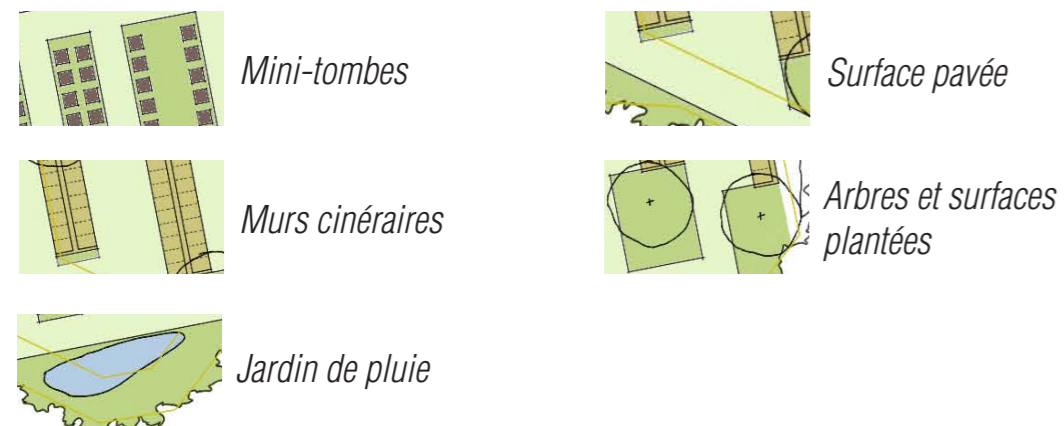 Mini-tombes
Surface pavée
Murs cinéraires
Arbres et surfaces
plantées
Jardin de pluie